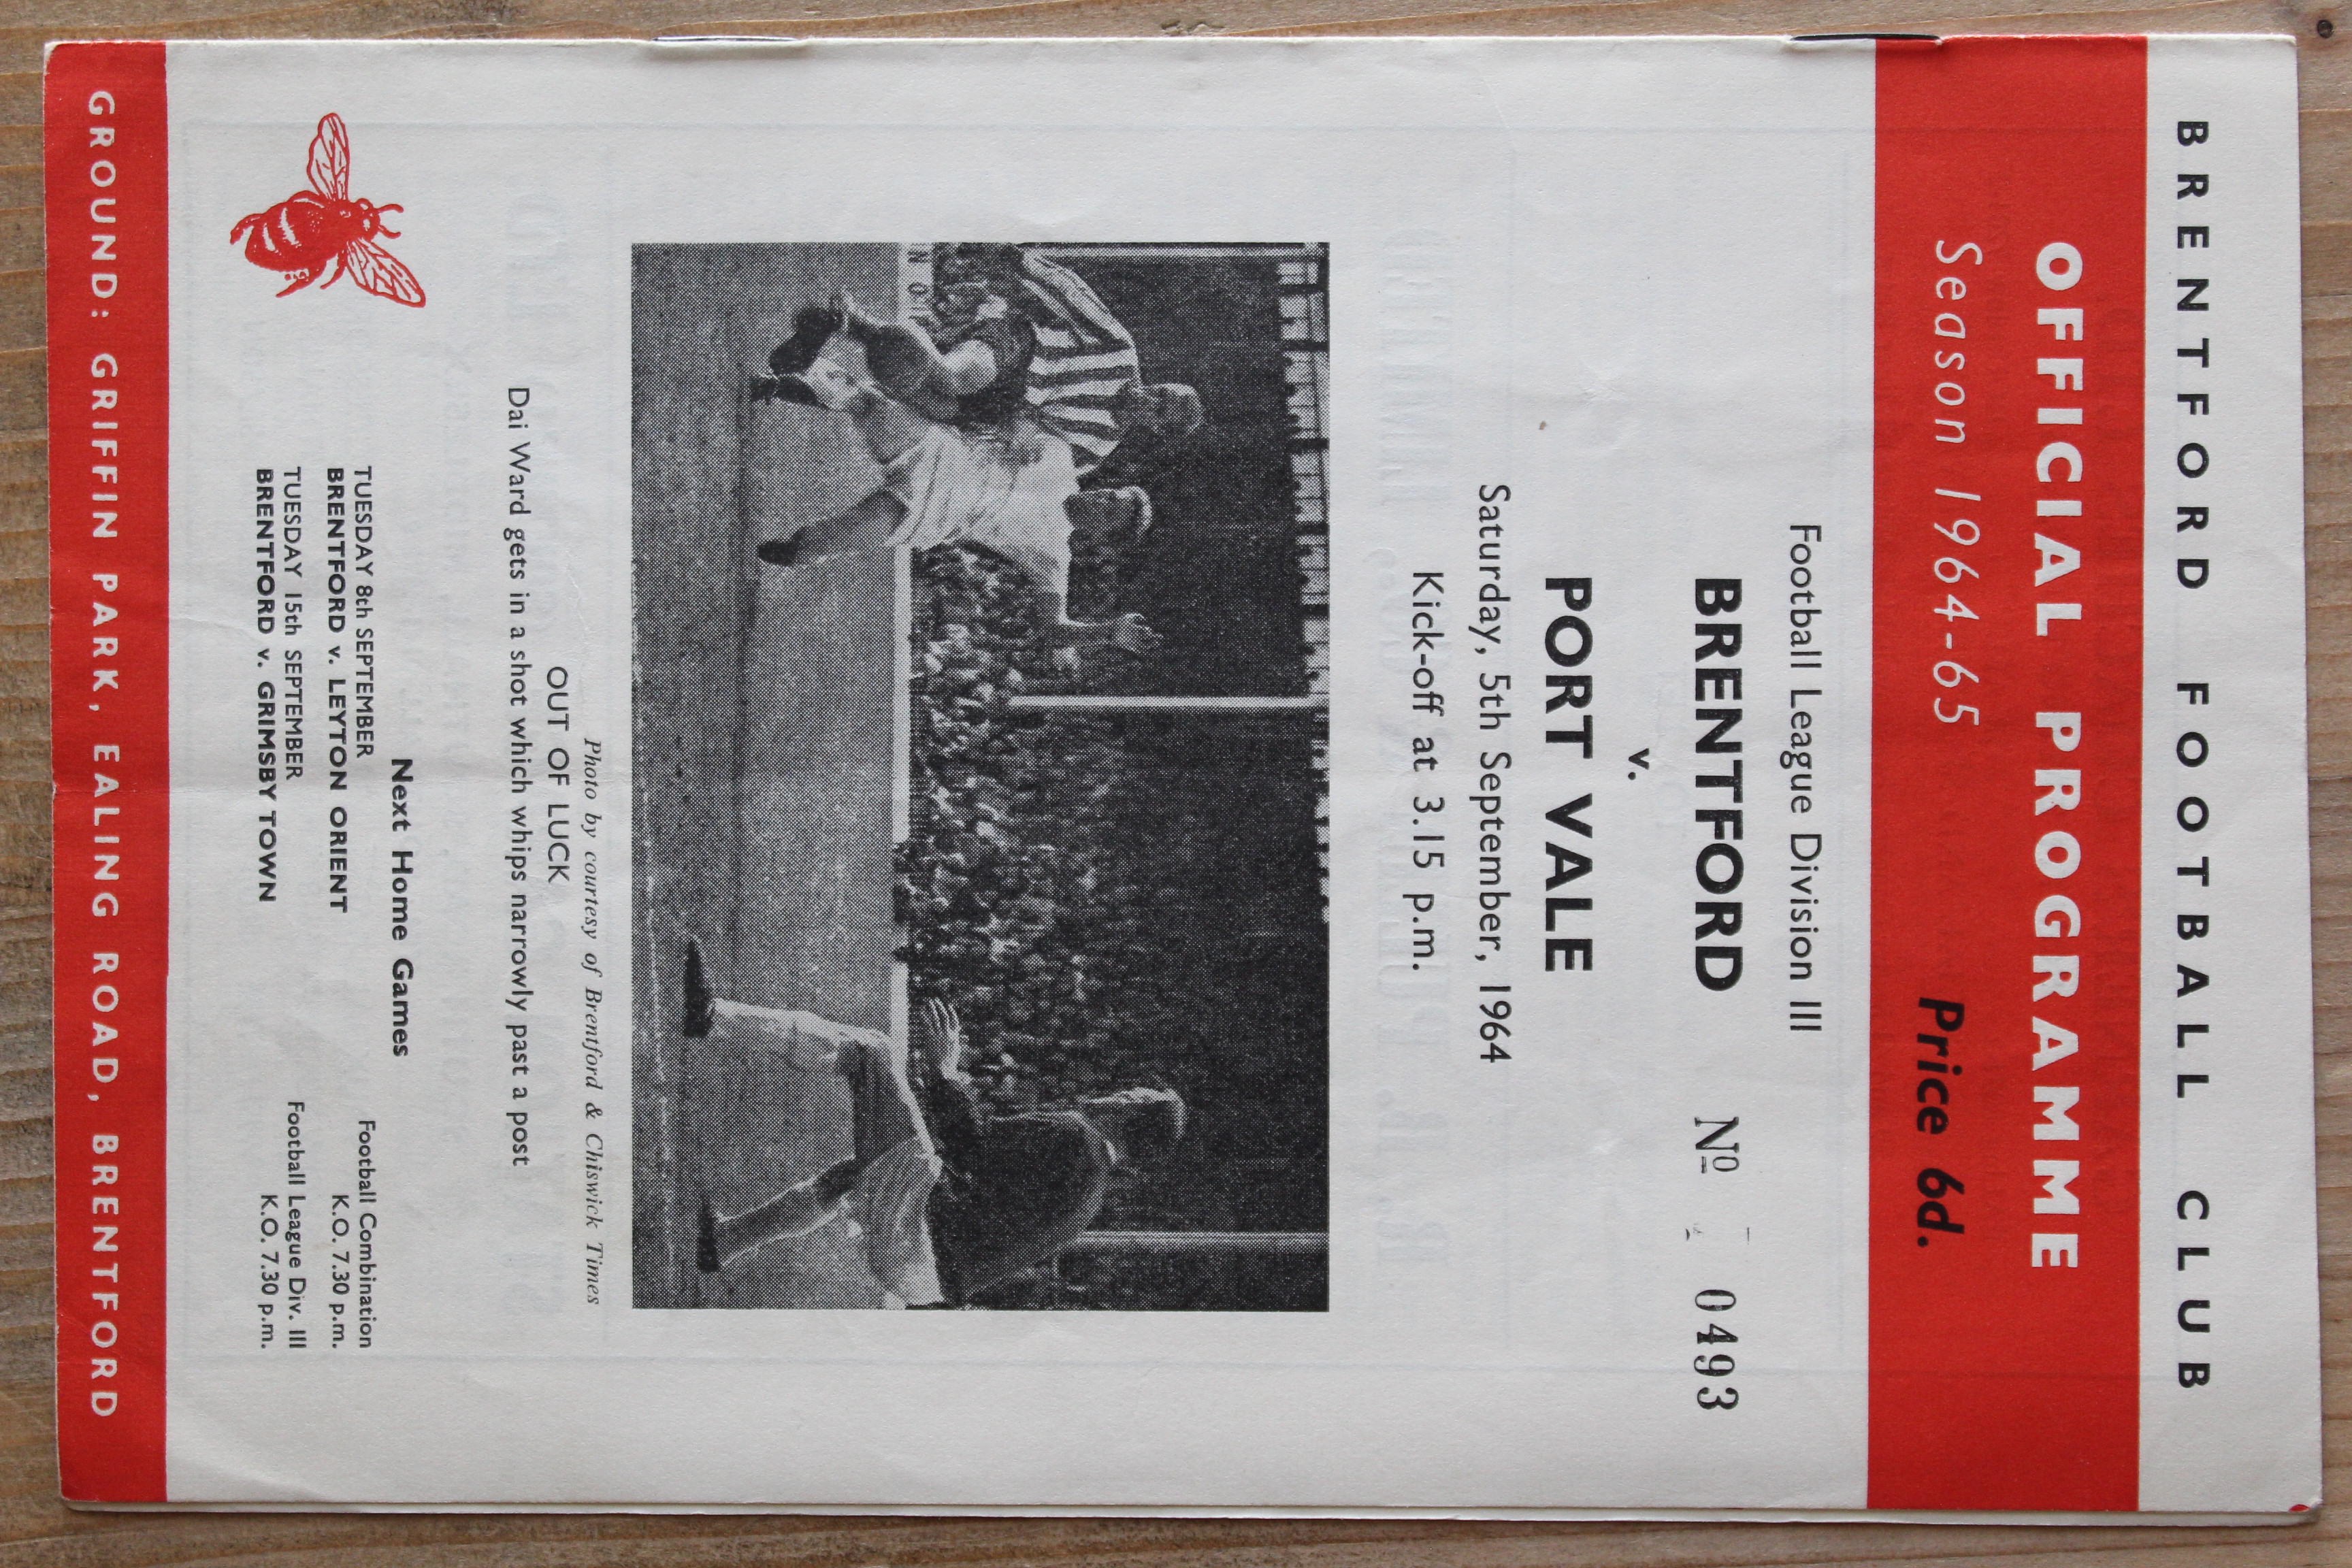 BRENTFORD FOOTBALL CLUB
OFFICIAL PROGRAMME
Season 1964-65 Price 6d.
Football League Division III
BRENTFORD Nº 0493
v.
PORT VALE
Saturday, 5th September, 1964
Kick-off at 3.15 p.m.
NO
Photo by courtesy of Brentford & Chiswick Times
OUT OF LUCK
Dai Ward gets in a shot which whips narrowly past a post
Next Home Games
TUESDAY 8th SEPTEMBER Football Combination
BRENTFORD v. LEYTON ORIENT K.O. 7.30 p.m.
TUESDAY 15th SEPTEMBER Football League Div. III
BRENTFORD v. GRIMSBY TOWN K.O. 7.30 p.m.
GROUND: GRIFFIN PARK, EALING ROAD, BRENTFORD